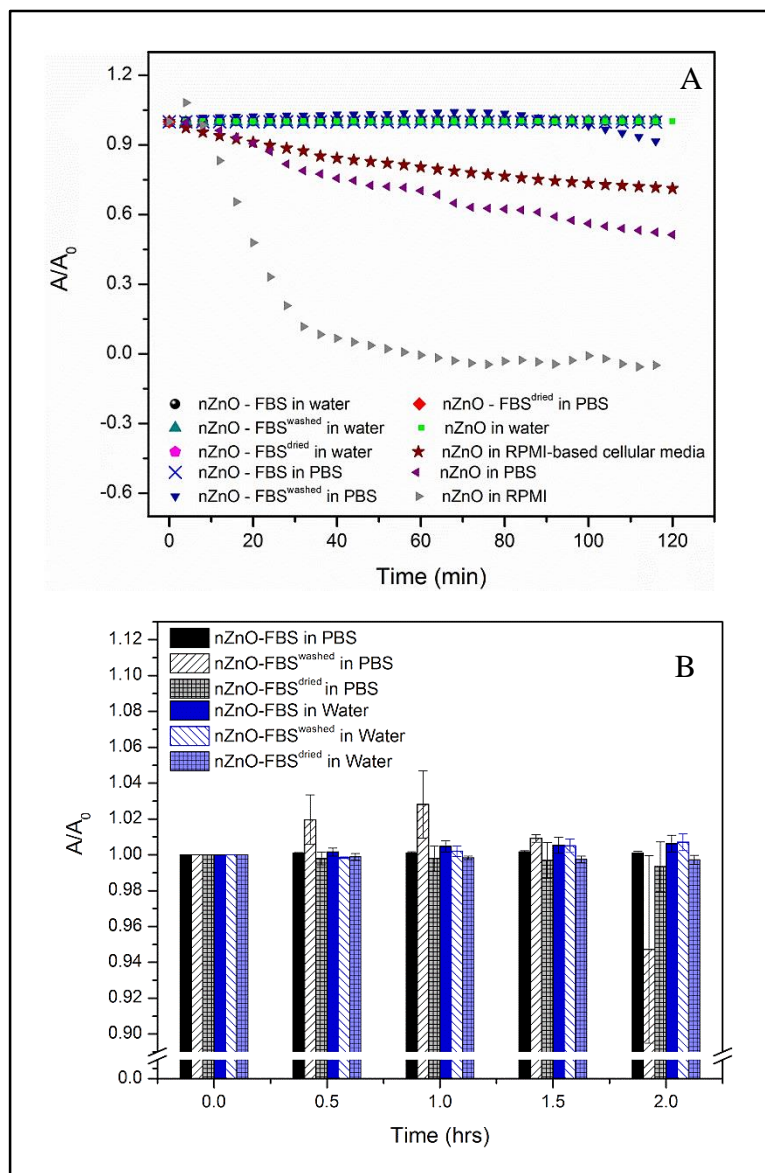 A
1.2
0.9
0.6
0.3
0.0
-0.3
-0.6
A/A₀
nZnO - FBS in water
nZnO - FBSʷᵃˢʰᵉᵈ in water
nZnO - FBSᵈʳⁱᵉᵈ in water
nZnO - FBS in PBS
nZnO - FBSʷᵃˢʰᵉᵈ in PBS
nZnO - FBSᵈʳⁱᵉᵈ in PBS
nZnO in water
nZnO in RPMI-based cellular media
nZnO in PBS
nZnO in RPMI
0 20 40 60 80 100 120
Time (min)
B
1.12
1.10
1.08
1.06
1.04
1.02
1.00
0.98
0.96
0.94
0.92
0.90
0.0
A/A₀
nZnO-FBS in PBS
nZnO-FBSʷᵃˢʰᵉᵈ in PBS
nZnO-FBSᵈʳⁱᵉᵈ in PBS
nZnO-FBS in Water
nZnO-FBSʷᵃˢʰᵉᵈ in Water
nZnO-FBSᵈʳⁱᵉᵈ in Water
0.0 0.5 1.0 1.5 2.0
Time (hrs)